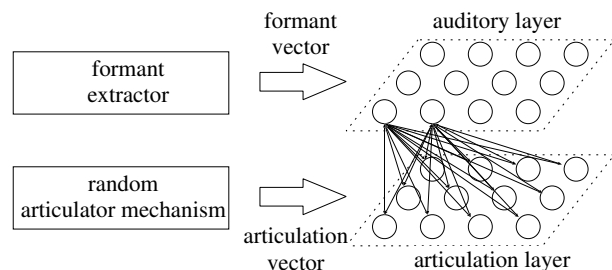 formant
vector
auditory layer
formant
extractor
random
articulator mechanism
articulation
vector
articulation layer